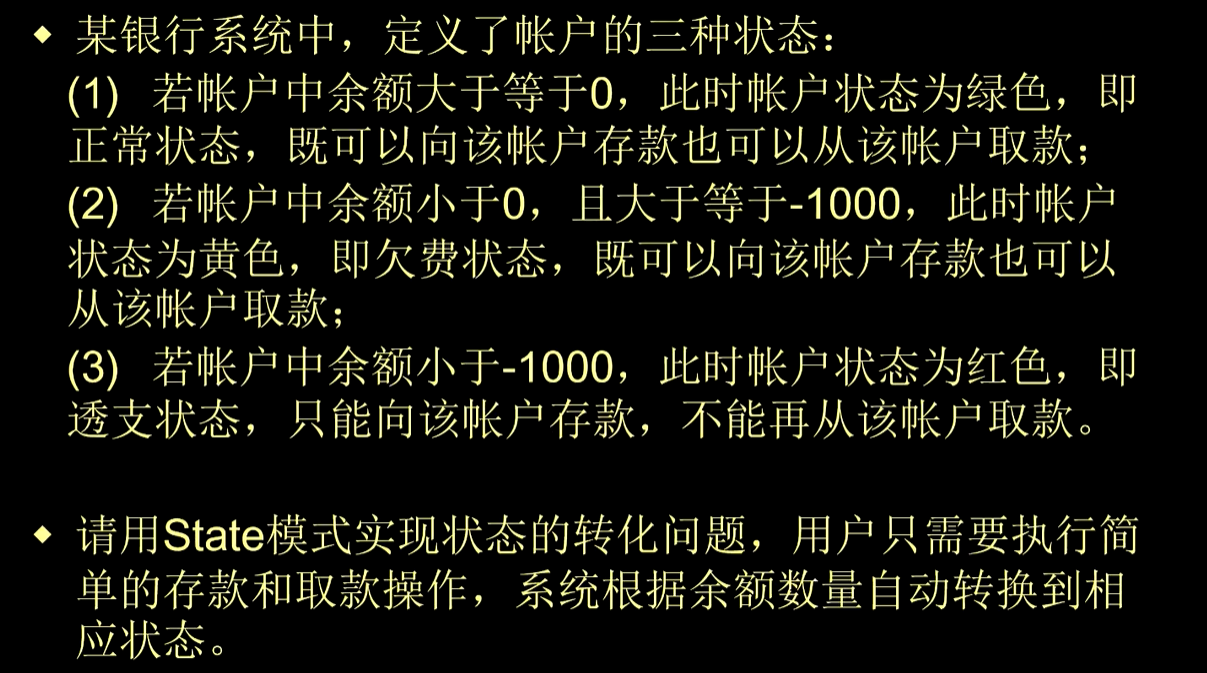 ◆ 某银行系统中，定义了帐户的三种状态：
(1) 若帐户中余额大于等于0，此时帐户状态为绿色，即
正常状态，既可以向该帐户存款也可以从该帐户取款；
(2) 若帐户中余额小于0，且大于等于-1000，此时帐户
状态为黄色，即欠费状态，既可以向该帐户存款也可以
从该帐户取款；
(3) 若帐户中余额小于-1000，此时帐户状态为红色，即
透支状态，只能向该帐户存款，不能再从该帐户取款。
◆ 请用State模式实现状态的转化问题，用户只需要执行简
单的存款和取款操作，系统根据余额数量自动转换到相
应状态。